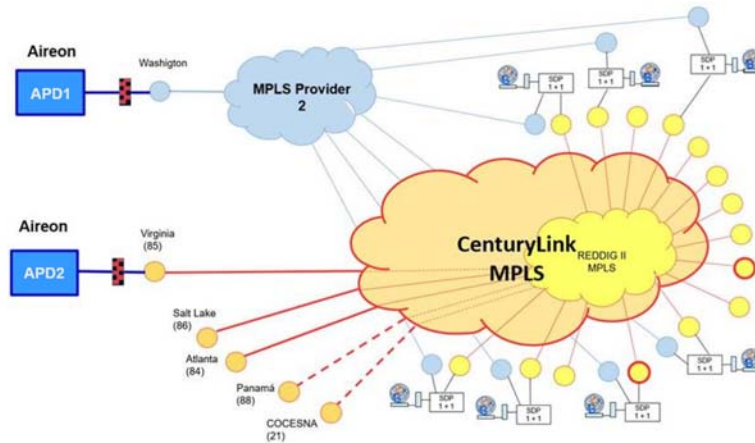 Aireon
APD1
Washigton
MPLS Provider
2
SDP
1 + 1
SDP
1 + 1
SDP
1 + 1
Aireon
APD2
Virginia
(85)
CenturyLink
MPLS
REDDIG II
MPLS
Salt Lake
(86)
Atlanta
(84)
Panamá
(88)
COCESNA
(21)
SDP
1 + 1
SDP
1 + 1
SDP
1 + 1
SDP
1 + 1